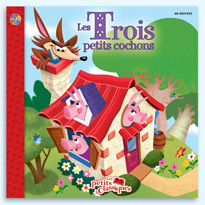 Les Trois
petits cochons
petits
Classiques